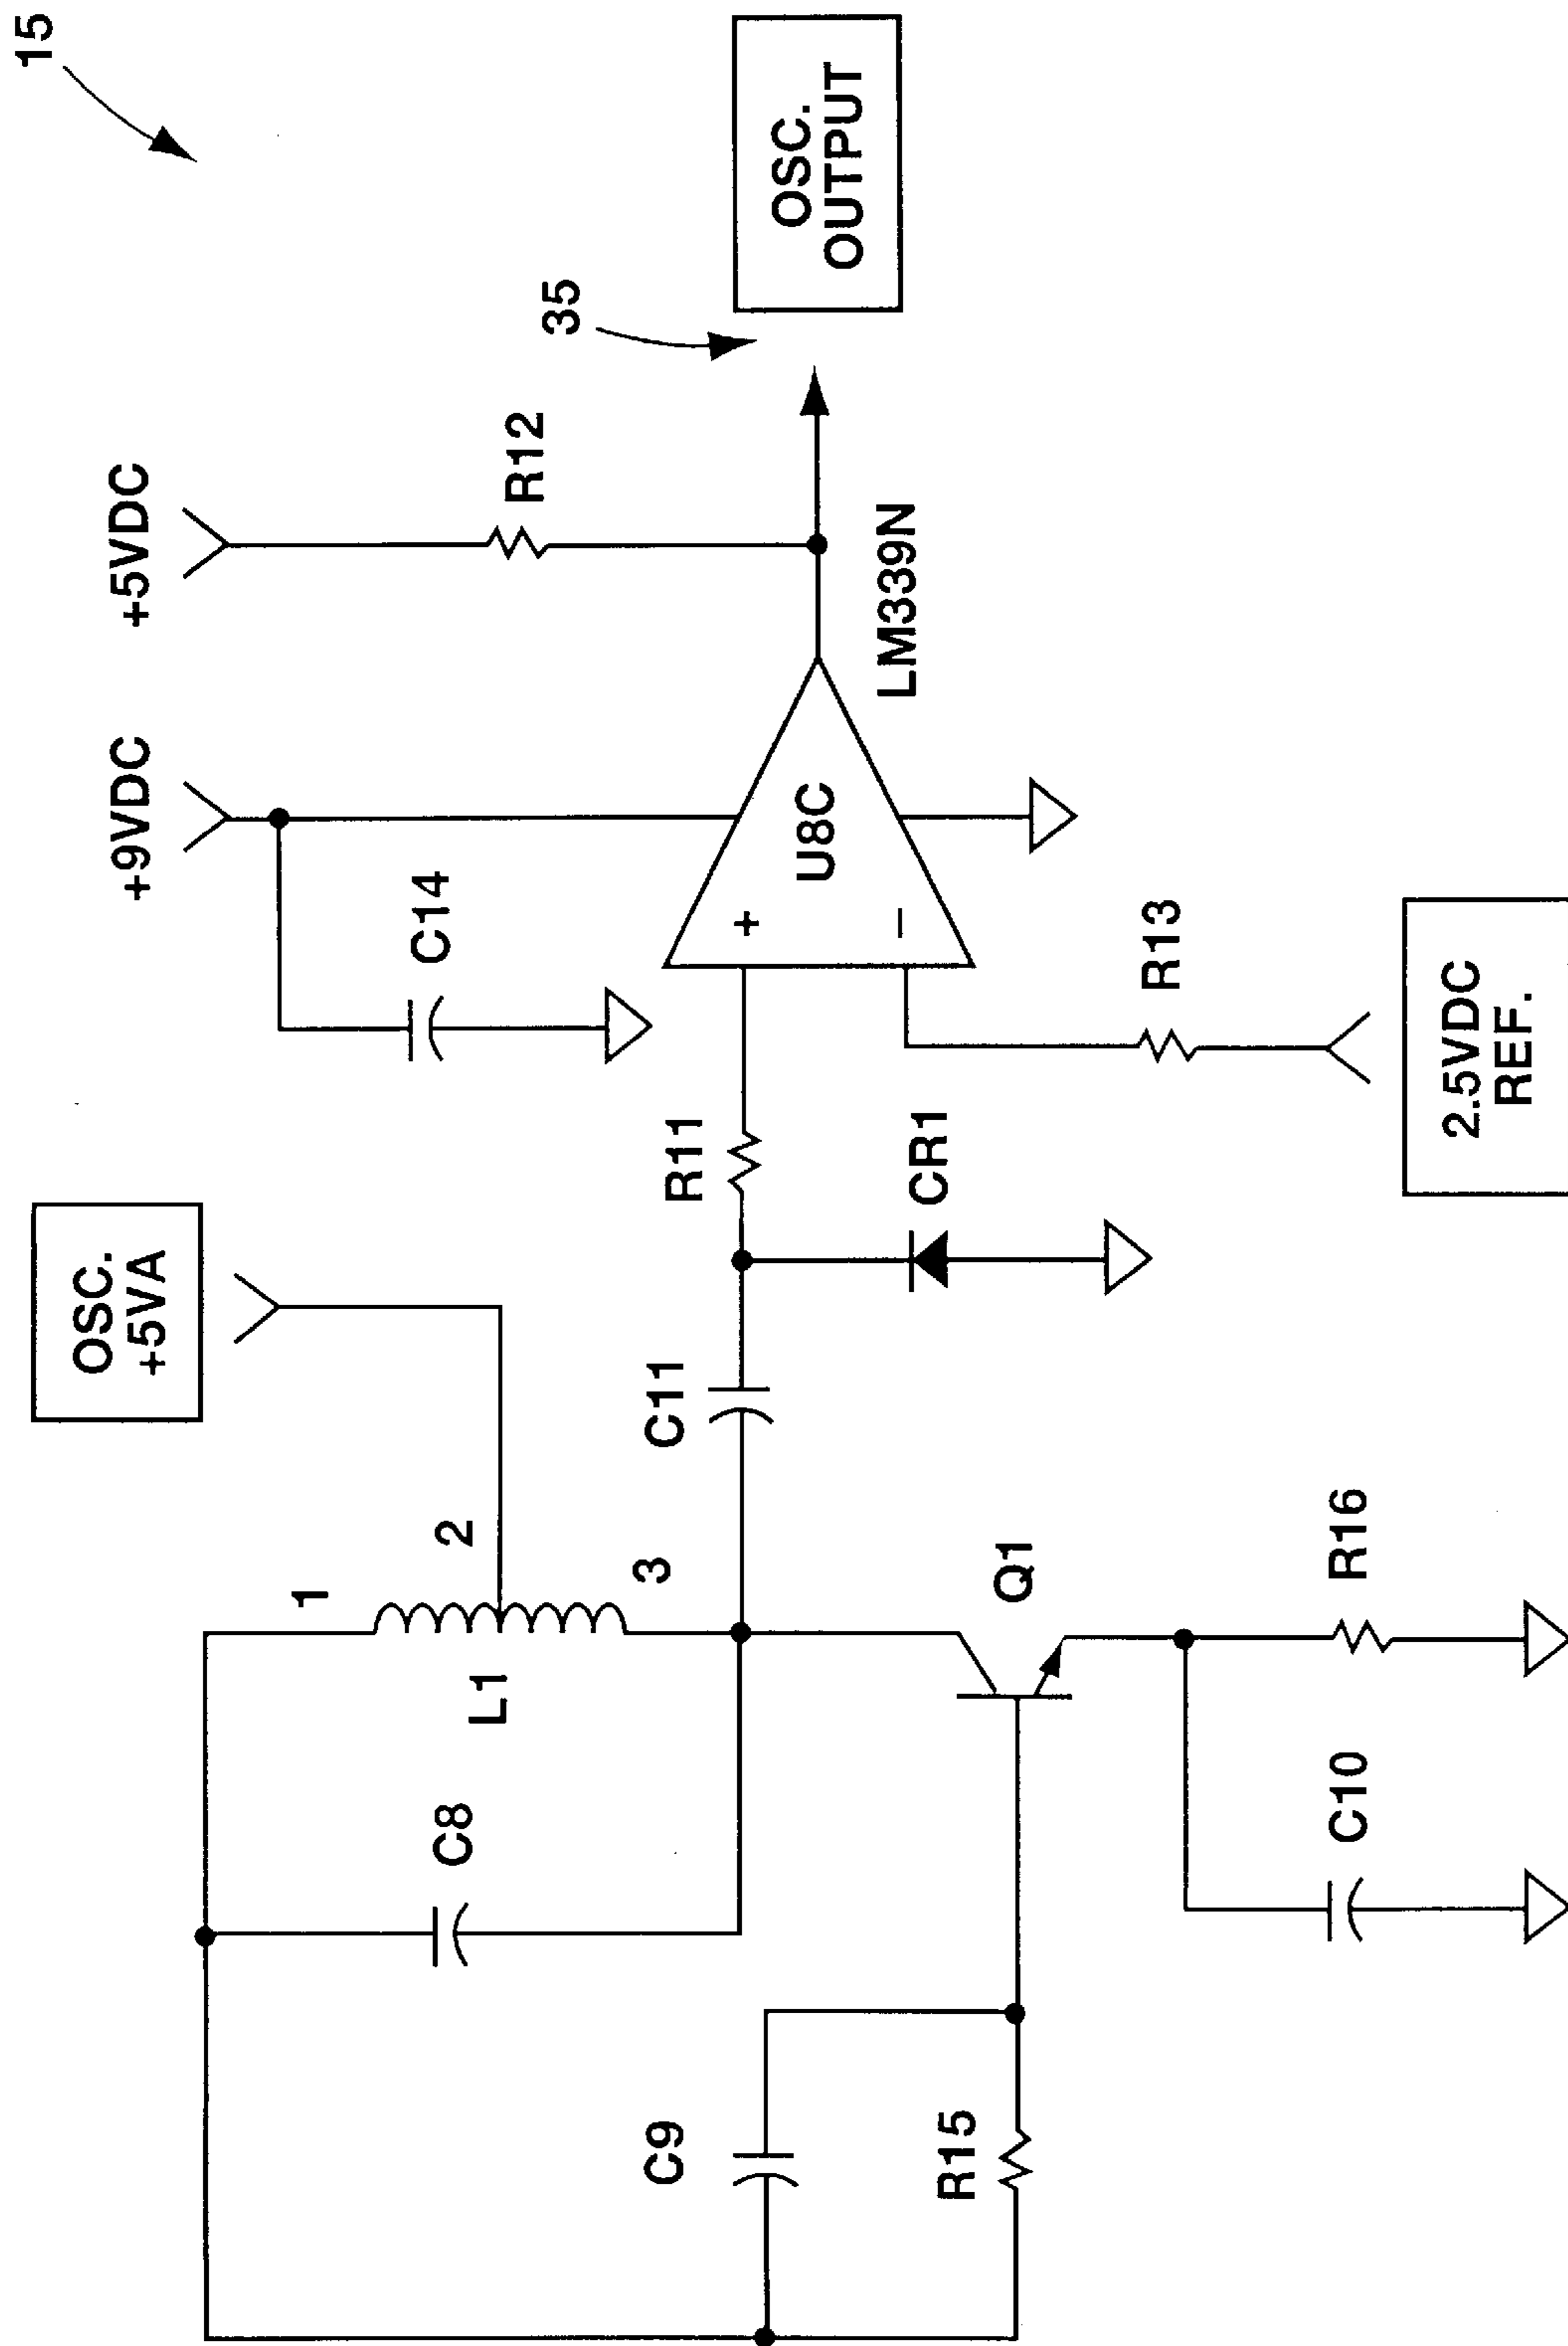 15
OSC.
+5VA
+9VDC
+5VDC
1
2
3
L1
C8
C14
R12
35
C11
R11
+
−
U8C
OSC.
OUTPUT
LM339N
C9
R15
Q1
CR1
R13
C10
R16
2.5VDC
REF.